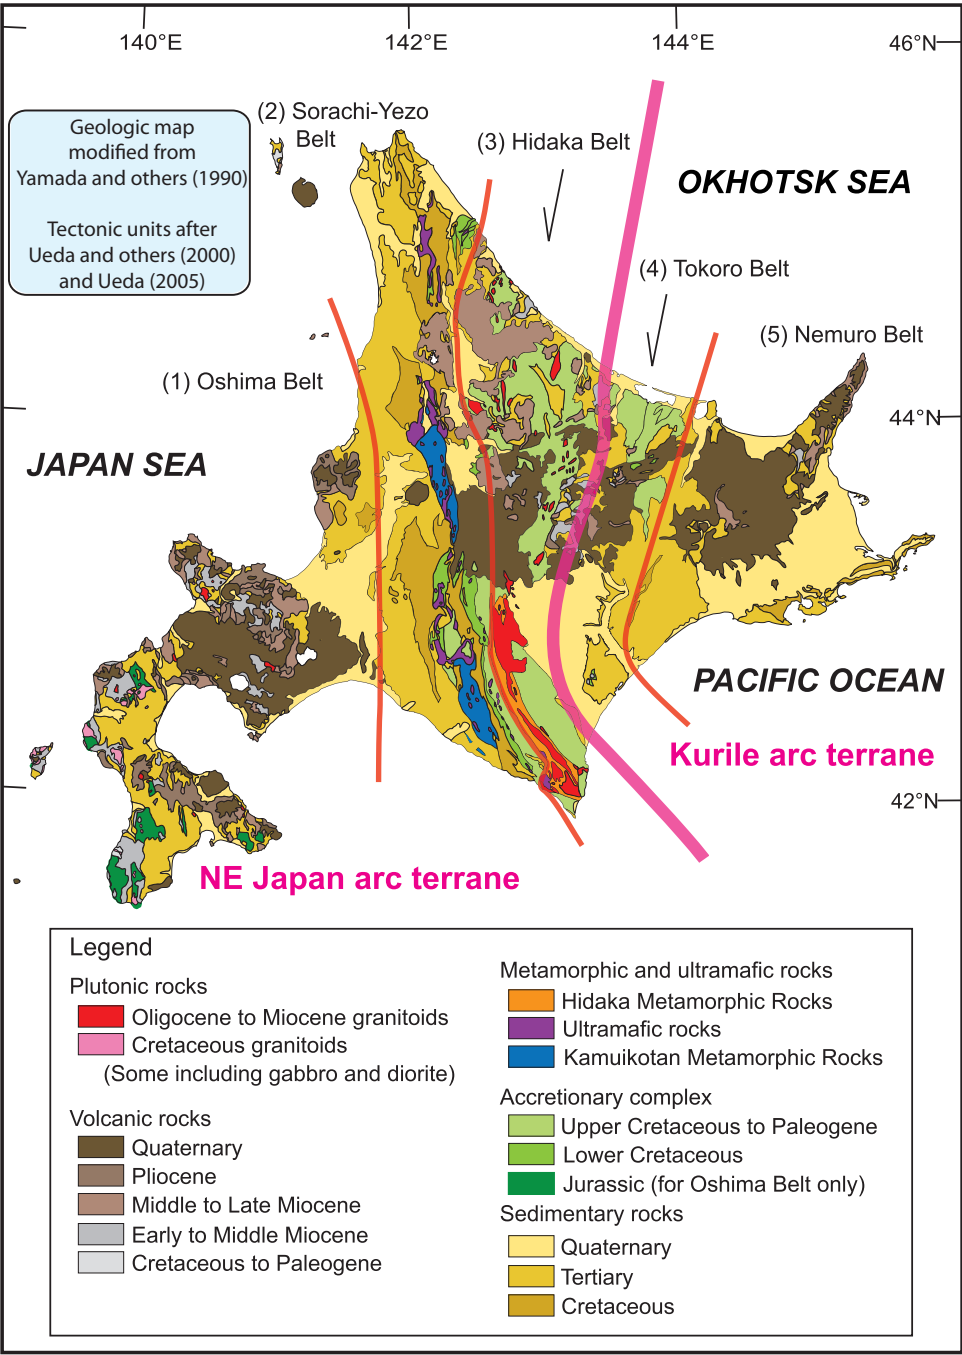 140°E
142°E
144°E
46°N
(2) Sorachi-Yezo
Belt
Geologic map
modified from
Yamada and others (1990)
Tectonic units after
Ueda and others (2000)
and Ueda (2005)
(3) Hidaka Belt
OKHOTSK SEA
(4) Tokoro Belt
(5) Nemuro Belt
(1) Oshima Belt
44°N
JAPAN SEA
PACIFIC OCEAN
Kurile arc terrane
42°N
NE Japan arc terrane
Legend
Plutonic rocks
Oligocene to Miocene granitoids
Cretaceous granitoids
(Some including gabbro and diorite)
Volcanic rocks
Quaternary
Pliocene
Middle to Late Miocene
Early to Middle Miocene
Cretaceous to Paleogene
Metamorphic and ultramafic rocks
Hidaka Metamorphic Rocks
Ultramafic rocks
Kamuikotan Metamorphic Rocks
Accretionary complex
Upper Cretaceous to Paleogene
Lower Cretaceous
Jurassic (for Oshima Belt only)
Sedimentary rocks
Quaternary
Tertiary
Cretaceous